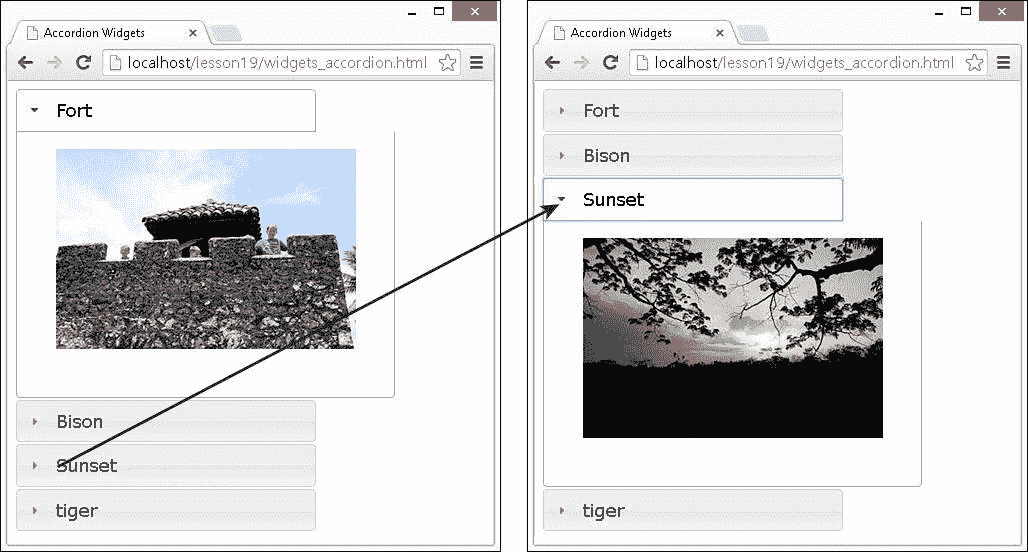 Accordion Widgets
localhost/lesson19/widgets_accordion.html
Fort
Bison
Sunset
tiger
Accordion Widgets
localhost/lesson19/widgets_accordion.html
Fort
Bison
Sunset
tiger